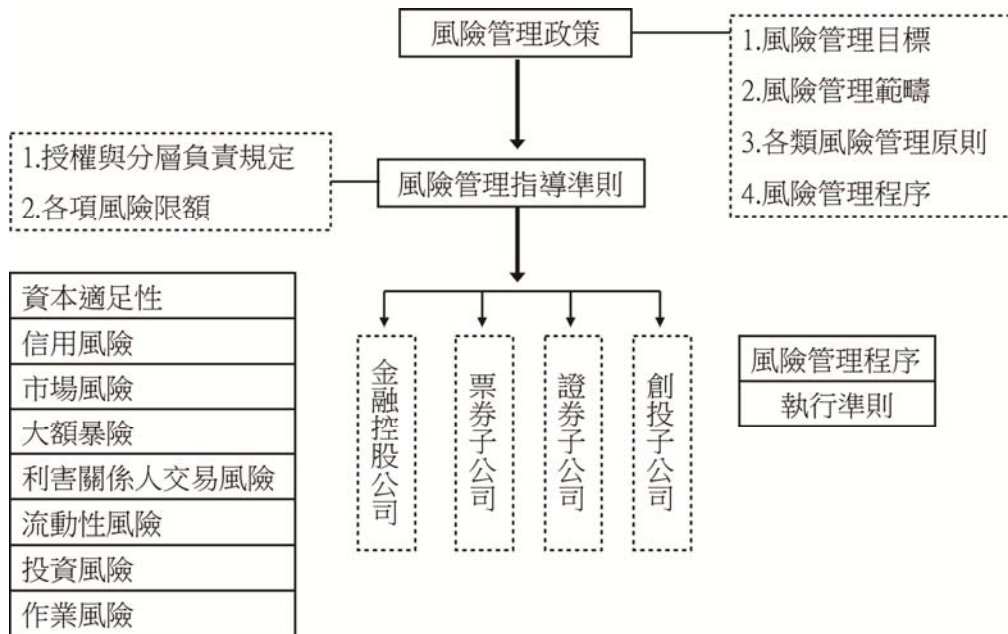 風險管理政策
1.風險管理目標
2.風險管理範疇
3.各類風險管理原則
4.風險管理程序
1.授權與分層負責規定
2.各項風險限額
風險管理指導準則
資本適足性
信用風險
市場風險
大額暴險
利害關係人交易風險
流動性風險
投資風險
作業風險
金融控股公司
票券子公司
證券子公司
創投子公司
風險管理程序
執行準則